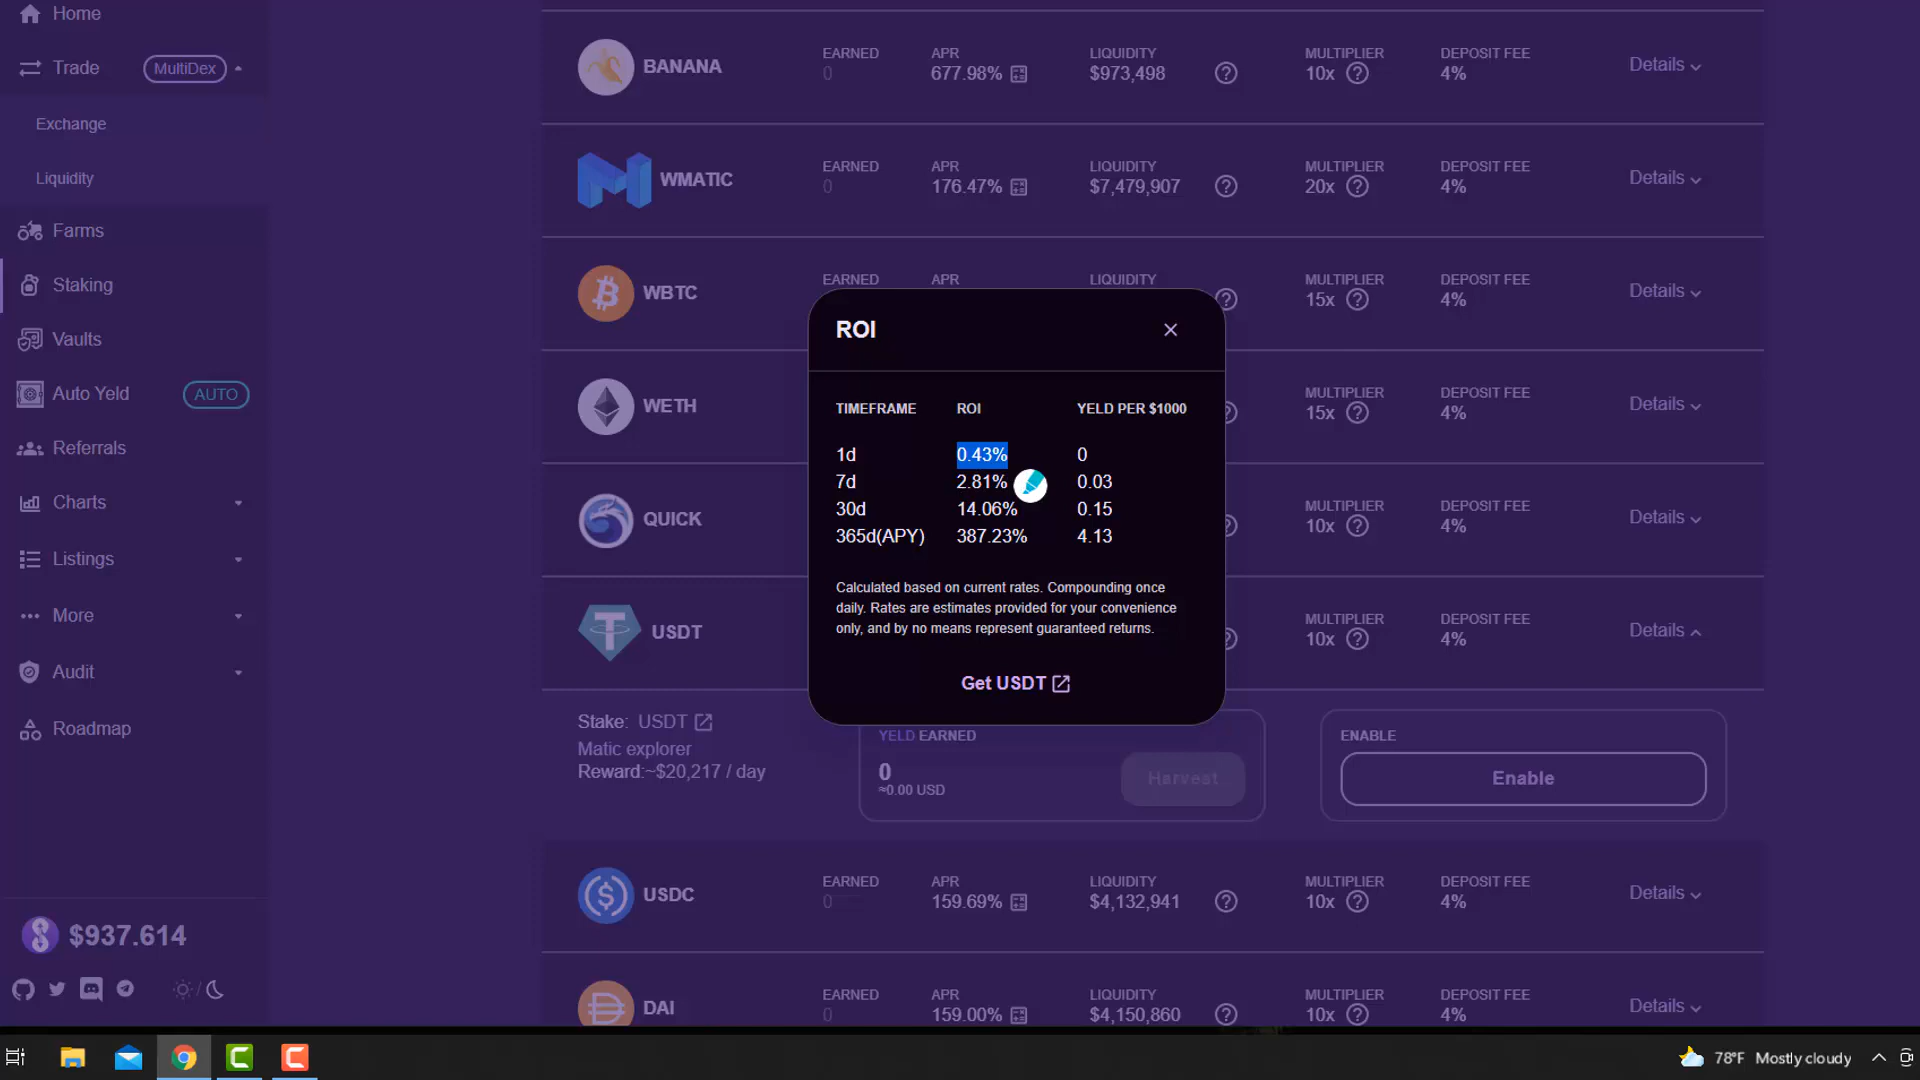 Home
Trade MultiDex
Exchange
Liquidity
Farms
Staking
Vaults
Auto Yeld AUTO
Referrals
Charts
Listings
More
Audit
Roadmap
$937.614
BANANA EARNED 0 APR 677.98% LIQUIDITY $973,498 MULTIPLIER 10x DEPOSIT FEE 4% Details
WMATIC EARNED 0 APR 176.47% LIQUIDITY $7,479,907 MULTIPLIER 20x DEPOSIT FEE 4% Details
WBTC EARNED APR LIQUIDITY MULTIPLIER 15x DEPOSIT FEE 4% Details
WETH MULTIPLIER 15x DEPOSIT FEE 4% Details
QUICK MULTIPLIER 10x DEPOSIT FEE 4% Details
USDT MULTIPLIER 10x DEPOSIT FEE 4% Details
ROI
TIMEFRAME ROI YELD PER $1000
1d 0.43% 0
7d 2.81% 0.03
30d 14.06% 0.15
365d(APY) 387.23% 4.13
Calculated based on current rates. Compounding once
daily. Rates are estimates provided for your convenience
only, and by no means represent guaranteed returns.
Get USDT
Stake: USDT
Matic explorer
Reward:~$20,217 / day
YELD EARNED
0
≈0.00 USD
Harvest
ENABLE
Enable
USDC EARNED 0 APR 159.69% LIQUIDITY $4,132,941 MULTIPLIER 10x DEPOSIT FEE 4% Details
DAI EARNED 0 APR 159.00% LIQUIDITY $4,150,860 MULTIPLIER 10x DEPOSIT FEE 4% Details
78°F Mostly cloudy